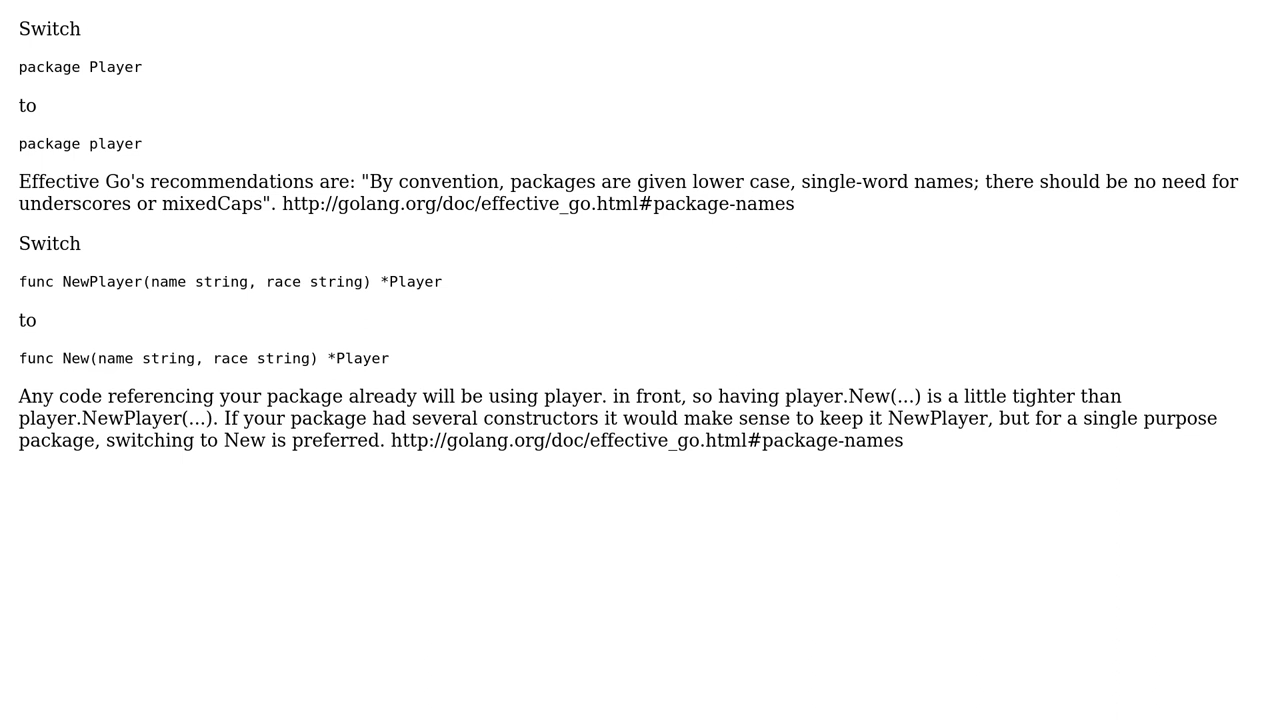 Switch
package Player
to
package player
Effective Go's recommendations are: "By convention, packages are given lower case, single-word names; there should be no need for
underscores or mixedCaps". http://golang.org/doc/effective_go.html#package-names
Switch
func NewPlayer(name string, race string) *Player
to
func New(name string, race string) *Player
Any code referencing your package already will be using player. in front, so having player.New(...) is a little tighter than
player.NewPlayer(...). If your package had several constructors it would make sense to keep it NewPlayer, but for a single purpose
package, switching to New is preferred. http://golang.org/doc/effective_go.html#package-names